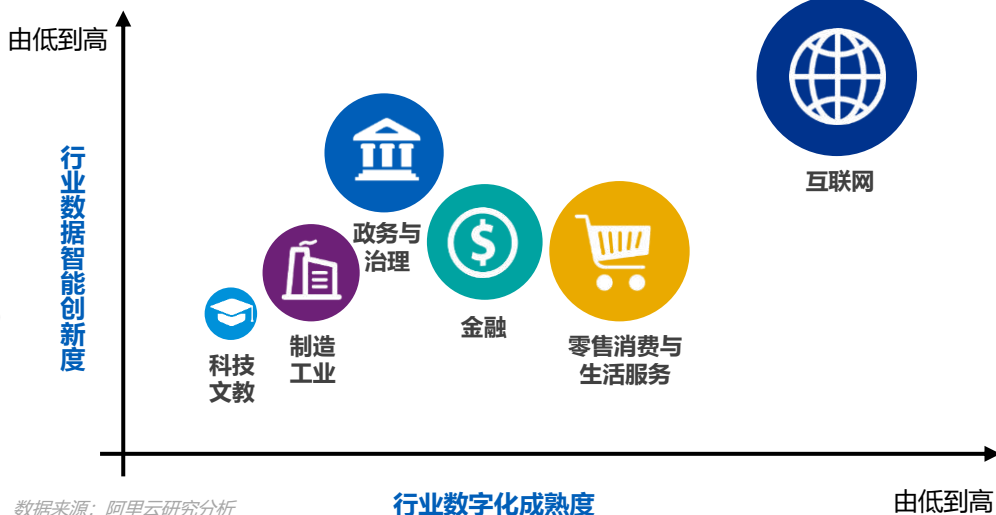 由低到高
行业数据智能创新度
互联网
政务与
治理
金融
零售消费与
生活服务
制造
工业
科技
文教
$
数据来源：阿里云研究分析
行业数字化成熟度
由低到高